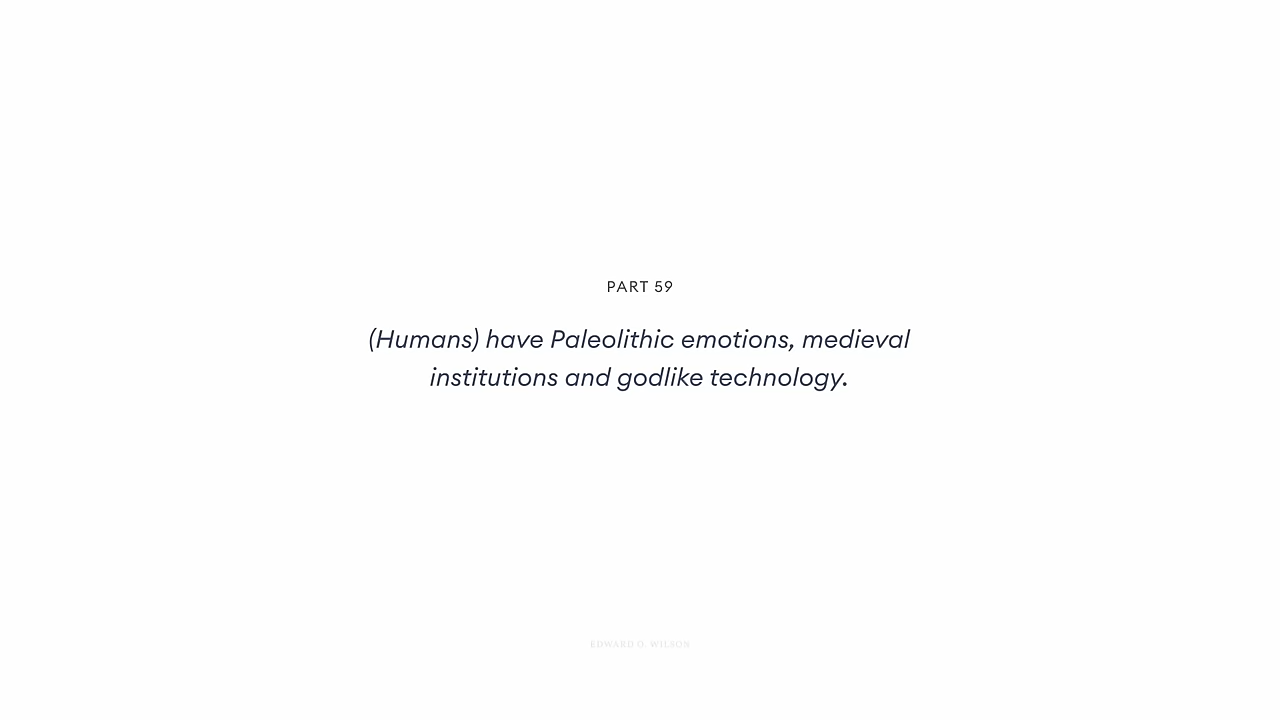 PART 59
(Humans) have Paleolithic emotions, medieval
institutions and godlike technology.
EDWARD O. WILSON